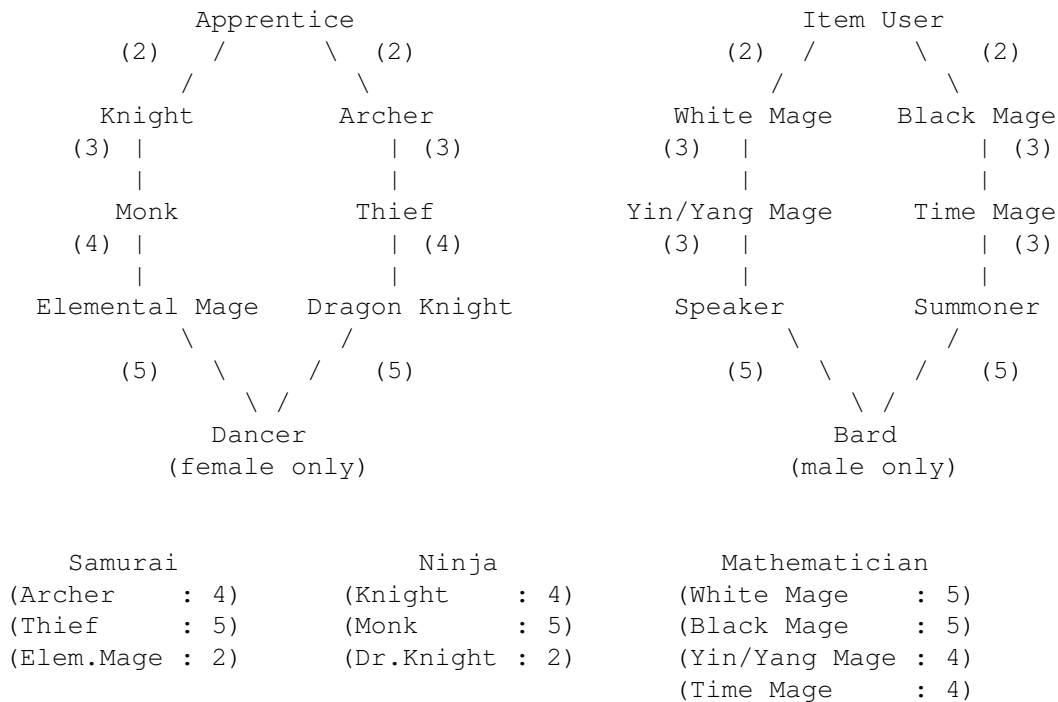 Apprentice Item User
(2) / \ (2) (2) / \ (2)
/ \ / \
Knight Archer White Mage Black Mage
(3) | | (3) (3) | | (3)
| | | |
Monk Thief Yin/Yang Mage Time Mage
(4) | | (4) (3) | | (3)
| | | |
Elemental Mage Dragon Knight Speaker Summoner
\ / \ /
(5) \ / (5) (5) \ / (5)
\ / \ /
Dancer Bard
(female only) (male only)
Samurai Ninja Mathematician
(Archer : 4) (Knight : 4) (White Mage : 5)
(Thief : 5) (Monk : 5) (Black Mage : 5)
(Elem.Mage : 2) (Dr.Knight : 2) (Yin/Yang Mage : 4)
(Time Mage : 4)